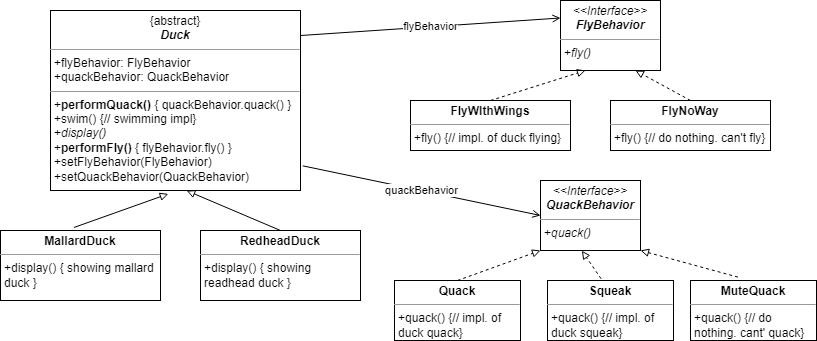 {abstract}
Duck
+flyBehavior: FlyBehavior
+quackBehavior: QuackBehavior
+performQuack() { quackBehavior.quack() }
+swim() {// swimming impl}
+display()
+performFly() { flyBehavior.fly() }
+setFlyBehavior(FlyBehavior)
+setQuackBehavior(QuackBehavior)
flyBehavior
<<Interface>>
FlyBehavior
+fly()
FlyWIthWings
+fly() {// impl. of duck flying}
FlyNoWay
+fly() {// do nothing. can't fly}
quackBehavior
<<Interface>>
QuackBehavior
+quack()
MallardDuck
+display() { showing mallard
duck }
RedheadDuck
+display() { showing
readhead duck }
Quack
+quack() {// impl. of
duck quack}
Squeak
+quack() {// impl. of
duck squeak}
MuteQuack
+quack() {// do
nothing. cant' quack}